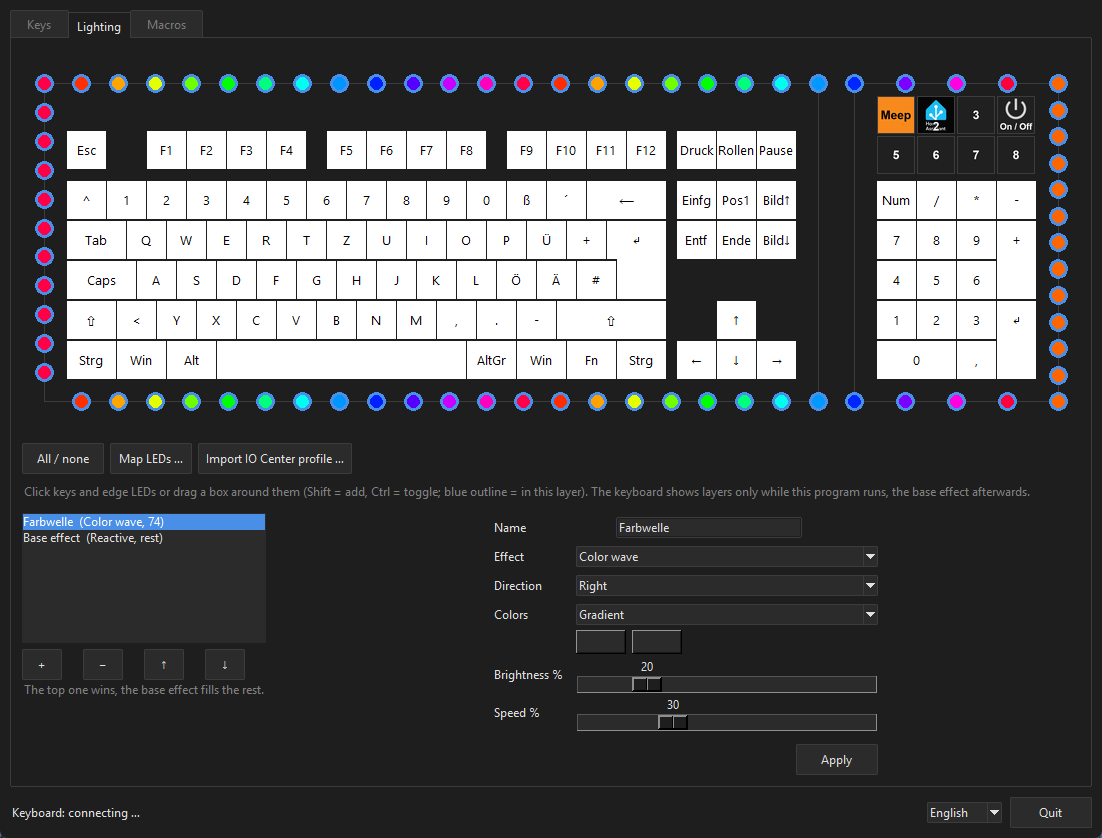 Keys Lighting Macros
Meep 2 3 On / Off
Esc F1 F2 F3 F4 F5 F6 F7 F8 F9 F10 F11 F12 Druck Rollen Pause 5 6 7 8
^ 1 2 3 4 5 6 7 8 9 0 ß ´ ← Einfg Pos1 Bild↑ Num / * -
Tab Q W E R T Z U I O P Ü + ↵ Entf Ende Bild↓ 7 8 9 +
Caps A S D F G H J K L Ö Ä # 4 5 6
⇧ < Y X C V B N M , . - ⇧ ↑ 1 2 3 ↵
Strg Win Alt AltGr Win Fn Strg ← ↓ → 0 ,
All / none Map LEDs ... Import IO Center profile ...
Click keys and edge LEDs or drag a box around them (Shift = add, Ctrl = toggle; blue outline = in this layer). The keyboard shows layers only while this program runs, the base effect afterwards.
Farbwelle (Color wave, 74)
Base effect (Reactive, rest)
+ − ↑ ↓
The top one wins, the base effect fills the rest.
Name Farbwelle
Effect Color wave
Direction Right
Colors Gradient
20
Brightness %
30
Speed %
Apply
Keyboard: connecting ... English Quit